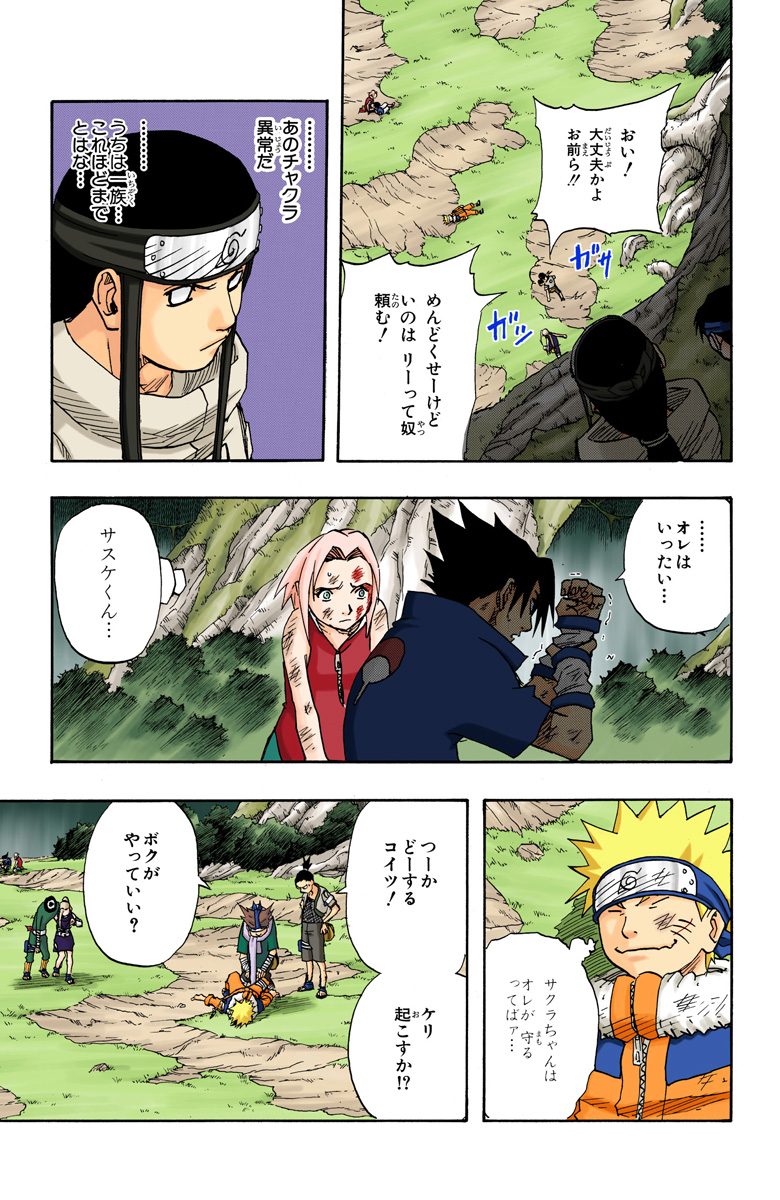 おい！
大丈夫かよ
お前ら!!
ガサ
ガッ
めんどくせーけど
いのは リーって奴
頼む！
………
あのチャクラ
異常だ
………
うちは一族…
これほどまで
とはな…
……
オレは
いったい…
サスケくん…
サクラちゃんは
オレが 守る
ってばァ…
つーか
どーする
コイツ！
ケリ
起こすか!?
ボクが
やっていい？